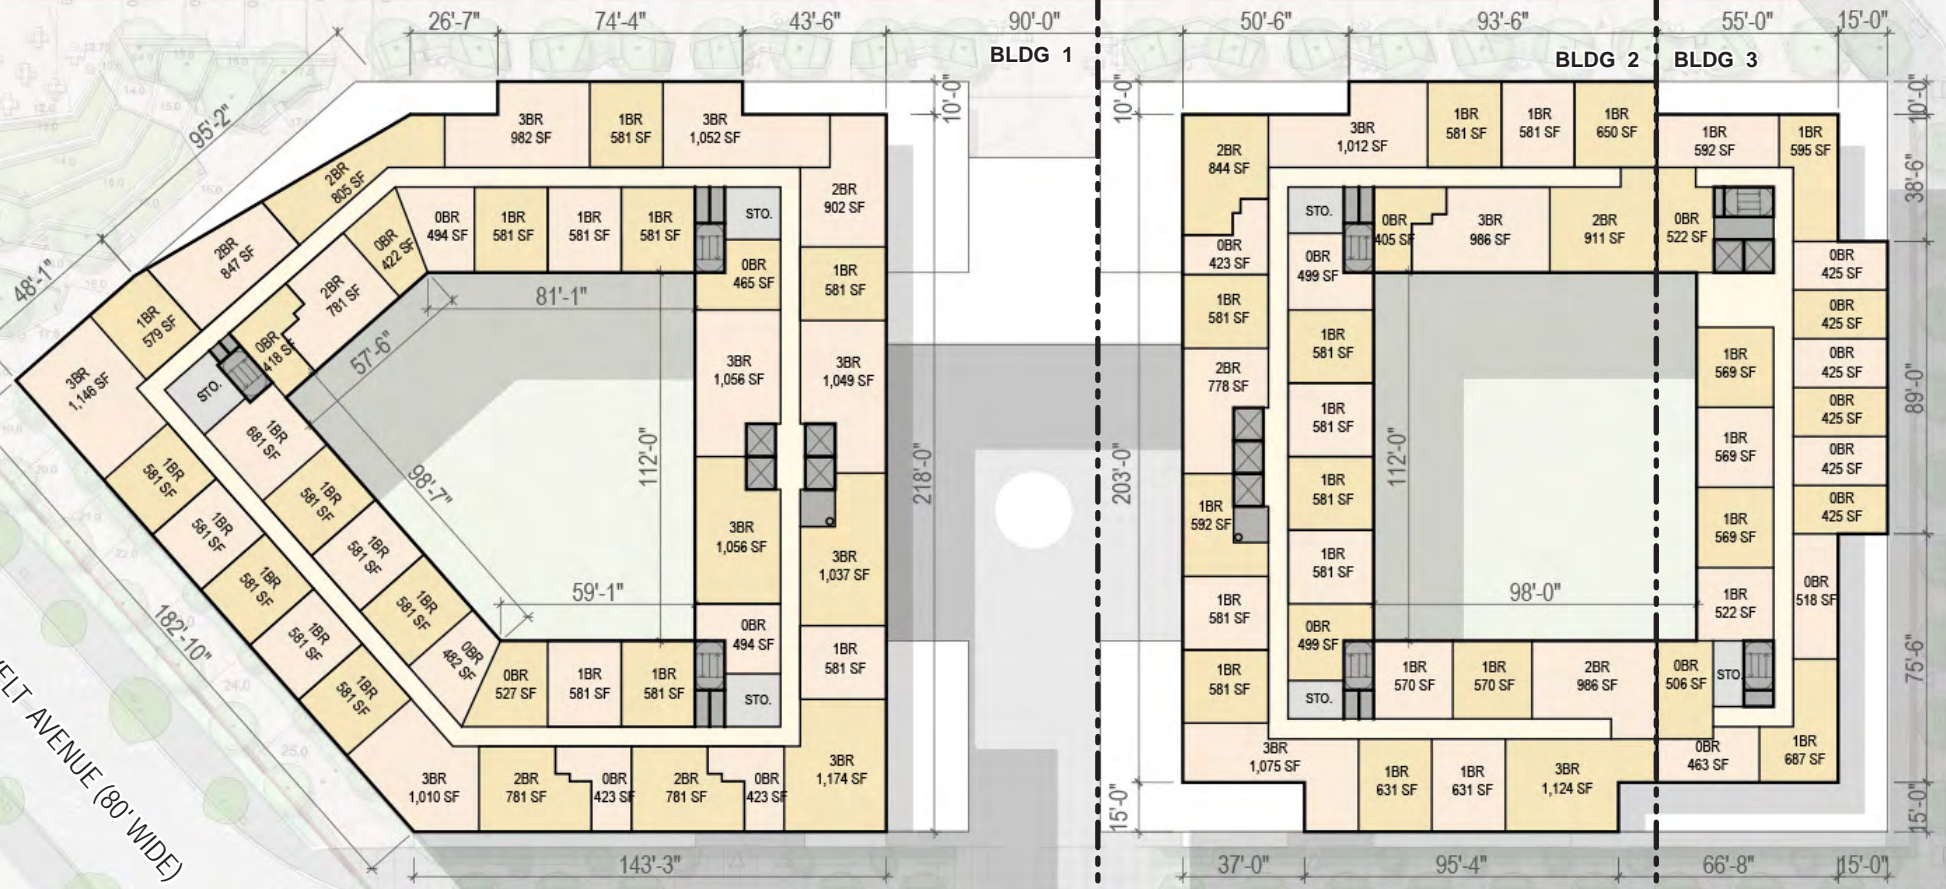 26'-7"
74'-4"
43'-6"
90'-0"
50'-6"
93'-6"
55'-0"
15'-0"
BLDG 1
BLDG 2
BLDG 3
10'-0"
10'-0"
10'-0"
95'-2"
48'-1"
3BR
982 SF
1BR
581 SF
3BR
1,052 SF
2BR
805 SF
2BR
847 SF
1BR
579 SF
3BR
1,146 SF
2BR
902 SF
0BR
494 SF
1BR
581 SF
1BR
581 SF
1BR
581 SF
STO.
0BR
465 SF
1BR
581 SF
0BR
422 SF
2BR
781 SF
0BR
418 SF
STO.
81'-1"
57'-6"
3BR
1,056 SF
3BR
1,049 SF
1BR
681 SF
1BR
581 SF
1BR
581 SF
1BR
581 SF
0BR
482 SF
1BR
581 SF
1BR
581 SF
1BR
581 SF
1BR
581 SF
1BR
581 SF
98'-7"
112'-0"
218'-0"
59'-1"
3BR
1,056 SF
3BR
1,037 SF
0BR
494 SF
1BR
581 SF
STO.
0BR
527 SF
1BR
581 SF
1BR
581 SF
3BR
1,010 SF
2BR
781 SF
0BR
423 SF
2BR
781 SF
0BR
423 SF
3BR
1,174 SF
182'-10"
143'-3"
ELT AVENUE (80' WIDE)
2BR
844 SF
3BR
1,012 SF
1BR
581 SF
1BR
581 SF
1BR
650 SF
1BR
592 SF
1BR
595 SF
38'-6"
0BR
423 SF
STO.
0BR
499 SF
0BR
405 SF
3BR
986 SF
2BR
911 SF
0BR
522 SF
0BR
425 SF
0BR
425 SF
0BR
425 SF
0BR
425 SF
0BR
425 SF
0BR
425 SF
89'-0"
1BR
581 SF
2BR
778 SF
1BR
592 SF
1BR
581 SF
1BR
581 SF
1BR
581 SF
1BR
581 SF
1BR
581 SF
1BR
581 SF
0BR
499 SF
STO.
203'-0"
112'-0"
98'-0"
1BR
569 SF
1BR
569 SF
1BR
569 SF
1BR
522 SF
0BR
518 SF
75'-6"
1BR
570 SF
1BR
570 SF
2BR
986 SF
0BR
506 SF
STO.
3BR
1,075 SF
1BR
631 SF
1BR
631 SF
3BR
1,124 SF
0BR
463 SF
1BR
687 SF
15'-0"
15'-0"
37'-0"
95'-4"
66'-8"
15'-0"